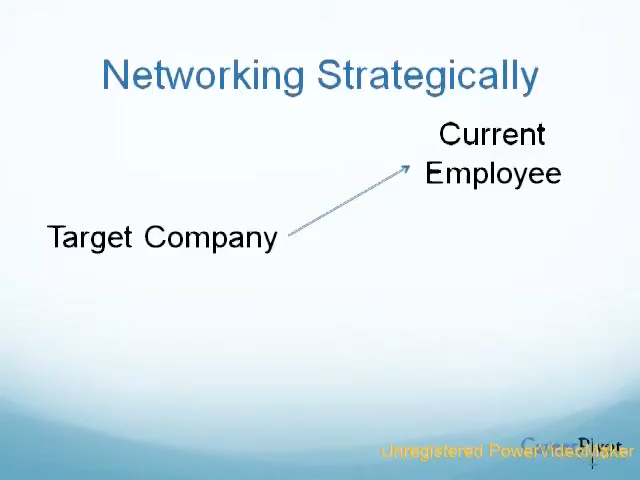 Networking Strategically
Current
Employee
Target Company
Unregistered PowerVideoMaker